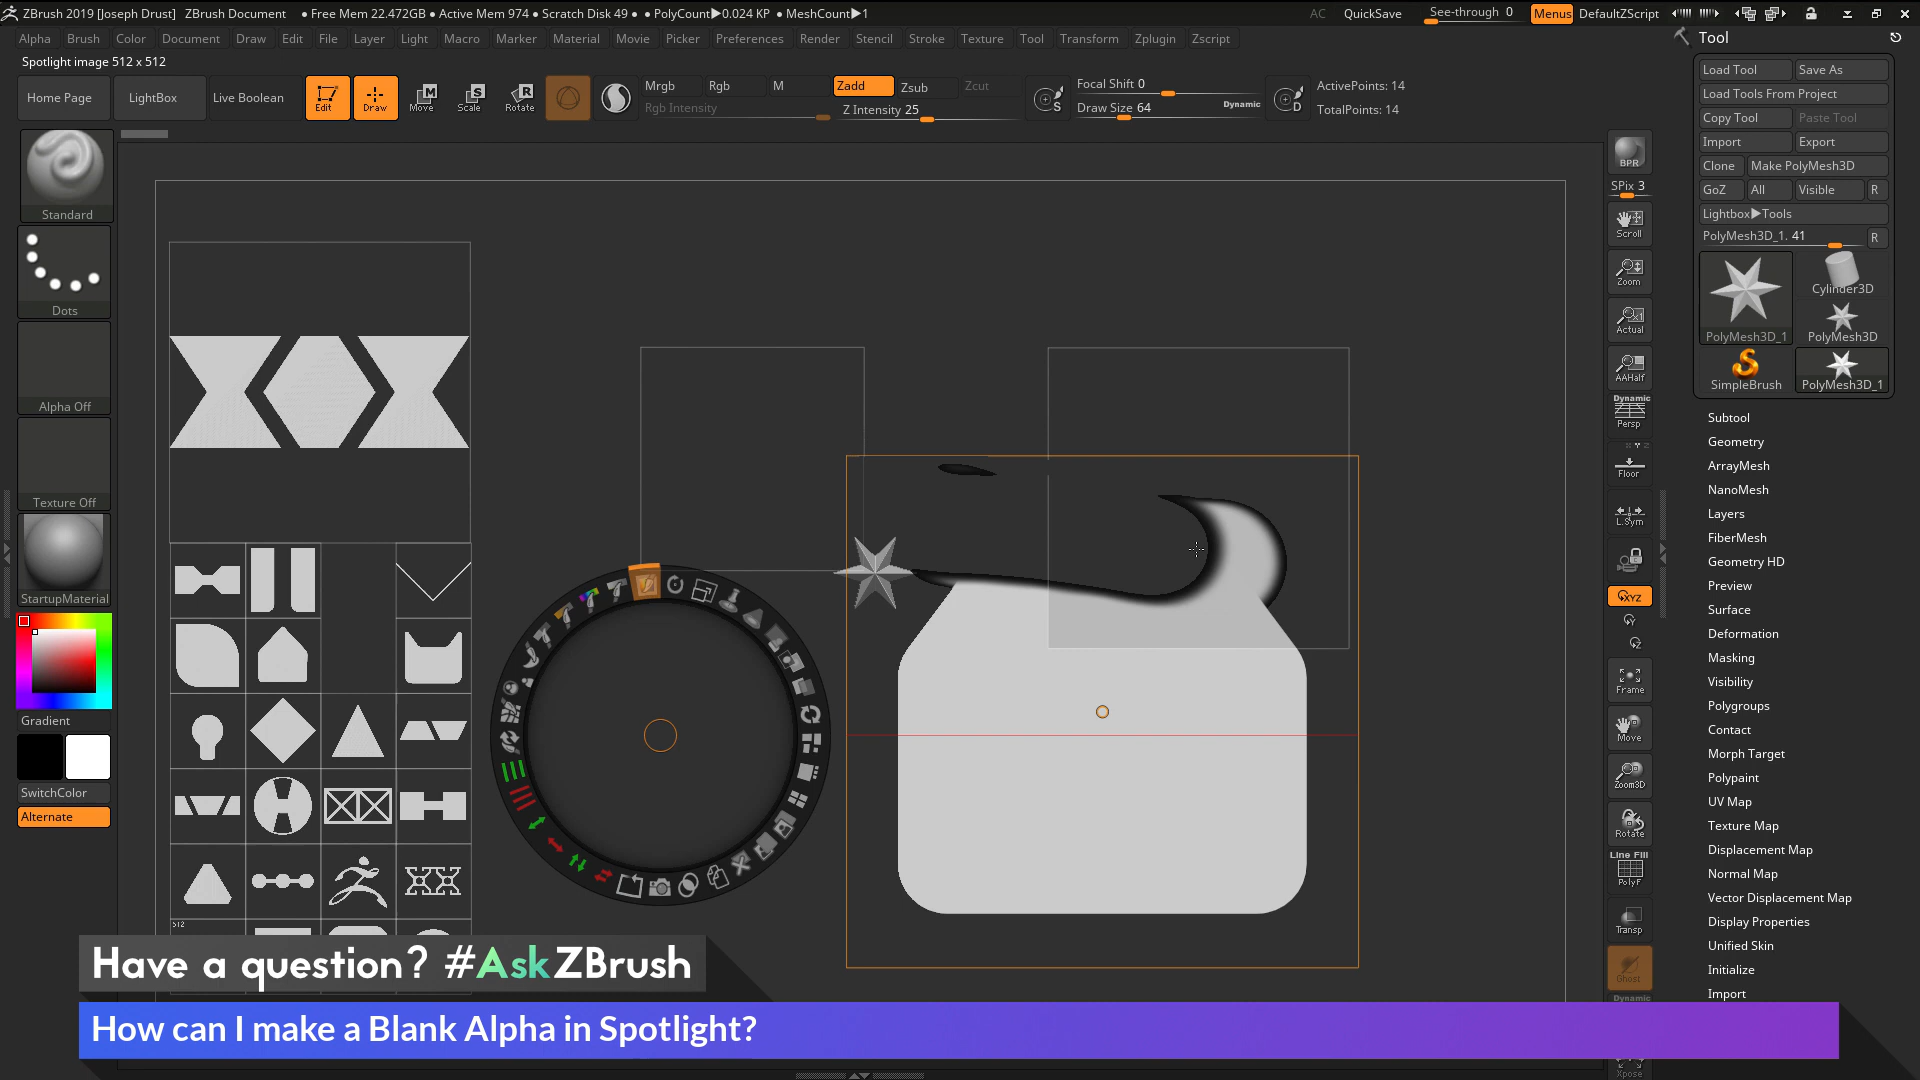 ZBrush 2019 [Joseph Drust] ZBrush Document • Free Mem 22.472GB • Active Mem 974 • Scratch Disk 49 • • PolyCount▶0.024 KP • MeshCount▶1 AC QuickSave See-through 0 Menus DefaultZScript
Alpha Brush Color Document Draw Edit File Layer Light Macro Marker Material Movie Picker Preferences Render Stencil Stroke Texture Tool Transform Zplugin Zscript
Spotlight image 512 x 512
Home Page LightBox Live Boolean Edit Draw Move Scale Rotate
Mrgb Rgb M Zadd Zsub Zcut
Rgb Intensity Z Intensity 25
Focal Shift 0
Draw Size 64 Dynamic
ActivePoints: 14
TotalPoints: 14
Standard
Dots
Alpha Off
Texture Off
StartupMaterial
Gradient
SwitchColor
Alternate
512
BPR
SPix 3
Scroll
Zoom
Actual
AAHalf
Dynamic
Persp
Floor
L.Sym
XYZ
Y
Z
Frame
Move
Zoom3D
Rotate
Line Fill
PolyF
Transp
Ghost
Dynamic
Xpose
Tool
Load Tool Save As
Load Tools From Project
Copy Tool Paste Tool
Import Export
Clone Make PolyMesh3D
GoZ All Visible R
Lightbox▶Tools
PolyMesh3D_1. 41 R
PolyMesh3D_1 Cylinder3D
PolyMesh3D
SimpleBrush PolyMesh3D_1
Subtool
Geometry
ArrayMesh
NanoMesh
Layers
FiberMesh
Geometry HD
Preview
Surface
Deformation
Masking
Visibility
Polygroups
Contact
Morph Target
Polypaint
UV Map
Texture Map
Displacement Map
Normal Map
Vector Displacement Map
Display Properties
Unified Skin
Initialize
Import
Have a question? #AskZBrush
How can I make a Blank Alpha in Spotlight?